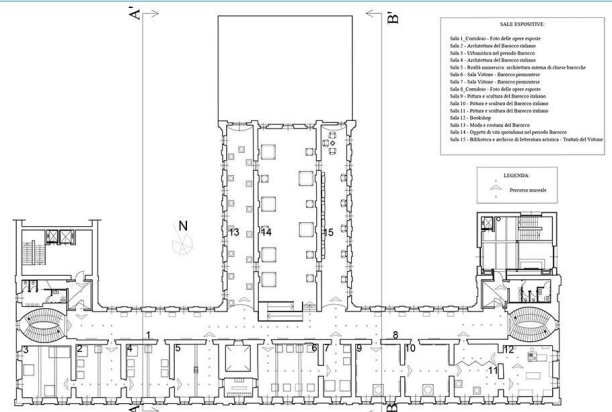 A'
B'
SALE ESPOSITIVE:
Sala 1_Corridoio - Foto delle opere esposte
Sala 2 - Architettura del Barocco italiano
Sala 3 - Urbanistica nel periodo Barocco
Sala 4 - Architettura del Barocco italiano
Sala 5 - Realtà immersiva: architettura interna di chiese barocche
Sala 6 - Sala Vittone - Barocco piemontese
Sala 7 - Sala Vittone - Barocco piemontese
Sala 8_Corridoio - Foto delle opere esposte
Sala 9 - Pittura e scultura del Barocco italiano
Sala 10 - Pittura e scultura del Barocco italiano
Sala 11 - Pittura e scultura del Barocco italiano
Sala 12 - Bookshop
Sala 13 - Moda e costumi del Barocco
Sala 14 - Oggetti di vita quotidiana nel periodo Barocco
Sala 15 - Biblioteca e archivio di letteratura artistica - Trattati del Vittone
LEGENDA:
Percorso museale
N
13 14 15
1 8
3 2 4 5 6 7 9 10 11 12
A
B